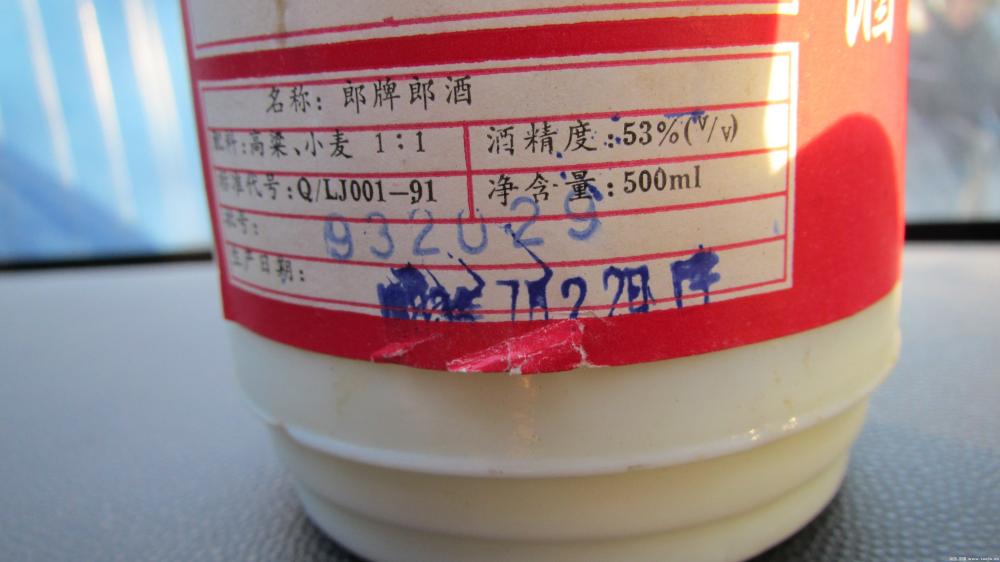 酒
名称：郎牌郎酒
配料：高粱、小麦 1：1 酒精度：53%(V/v)
标准代号：Q/LJ001—91 净含量：500ml
批号： 932029
生产日期： 7月22日